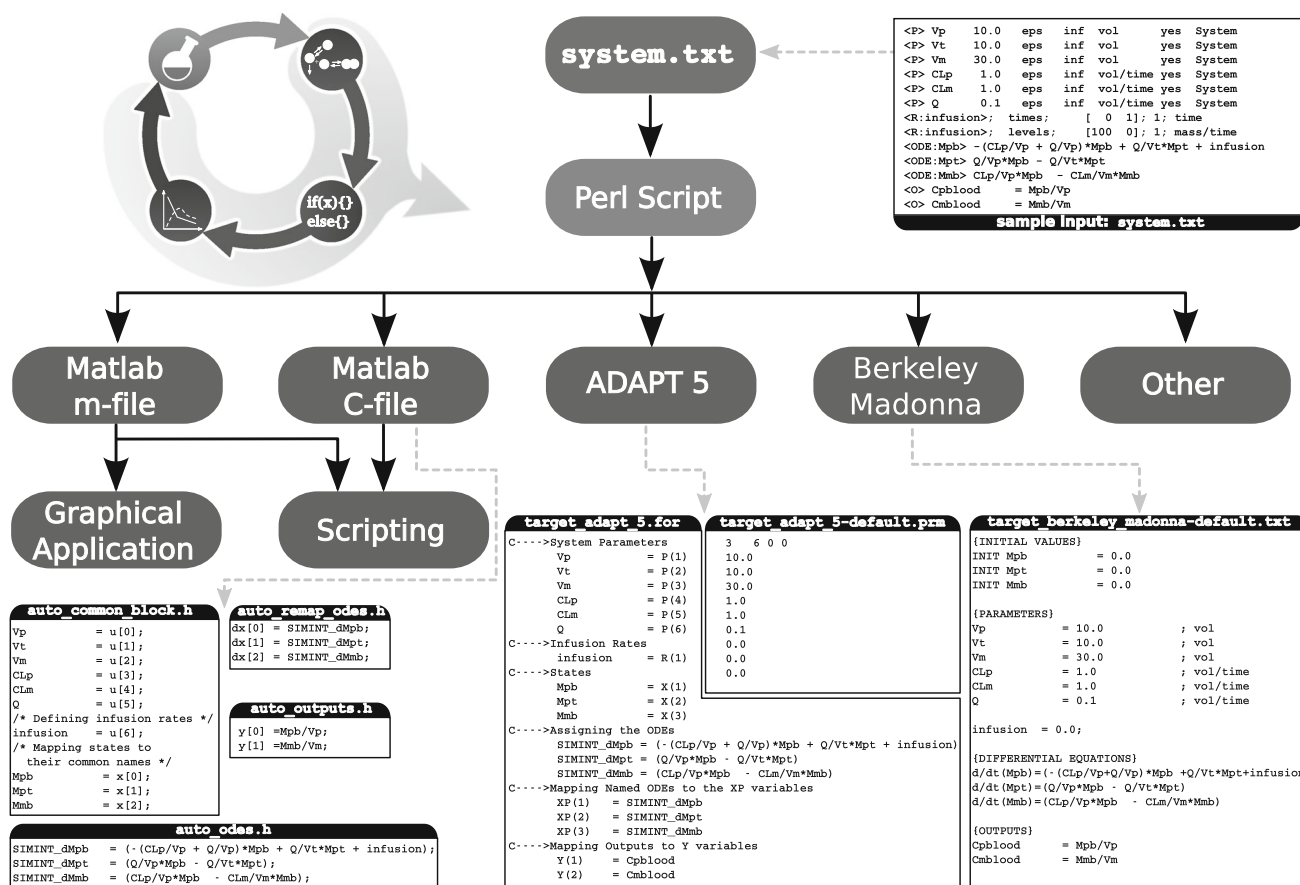 if(x){}
else{}
system.txt
Perl Script
<P> Vp 10.0 eps inf vol yes System
<P> Vt 10.0 eps inf vol yes System
<P> Vm 30.0 eps inf vol yes System
<P> CLp 1.0 eps inf vol/time yes System
<P> CLm 1.0 eps inf vol/time yes System
<P> Q 0.1 eps inf vol/time yes System
<R:infusion>; times; [ 0 1]; 1; time
<R:infusion>; levels; [100 0]; 1; mass/time
<ODE:Mpb> -(CLp/Vp + Q/Vp)*Mpb + Q/Vt*Mpt + infusion
<ODE:Mpt> Q/Vp*Mpb - Q/Vt*Mpt
<ODE:Mmb> CLp/Vp*Mpb - CLm/Vm*Mmb
<O> Cpblood = Mpb/Vp
<O> Cmblood = Mmb/Vm
sample input: system.txt
Matlab
m-file
Matlab
C-file
ADAPT 5
Berkeley
Madonna
Other
Graphical
Application
Scripting
auto_common_block.h
Vp = u[0];
Vt = u[1];
Vm = u[2];
CLp = u[3];
CLm = u[4];
Q = u[5];
/* Defining infusion rates */
infusion = u[6];
/* Mapping states to
their common names */
Mpb = x[0];
Mpt = x[1];
Mmb = x[2];
auto_remap_odes.h
dx[0] = SIMINT_dMpb;
dx[1] = SIMINT_dMpt;
dx[2] = SIMINT_dMmb;
auto_outputs.h
y[0] =Mpb/Vp;
y[1] =Mmb/Vm;
auto_odes.h
SIMINT_dMpb = (-(CLp/Vp + Q/Vp)*Mpb + Q/Vt*Mpt + infusion);
SIMINT_dMpt = (Q/Vp*Mpb - Q/Vt*Mpt);
SIMINT_dMmb = (CLp/Vp*Mpb - CLm/Vm*Mmb);
target_adapt_5.for
C---->System Parameters
Vp = P(1)
Vt = P(2)
Vm = P(3)
CLp = P(4)
CLm = P(5)
Q = P(6)
C---->Infusion Rates
infusion = R(1)
C---->States
Mpb = X(1)
Mpt = X(2)
Mmb = X(3)
C---->Assigning the ODEs
SIMINT_dMpb = (-(CLp/Vp + Q/Vp)*Mpb + Q/Vt*Mpt + infusion)
SIMINT_dMpt = (Q/Vp*Mpb - Q/Vt*Mpt)
SIMINT_dMmb = (CLp/Vp*Mpb - CLm/Vm*Mmb)
C---->Mapping Named ODEs to the XP variables
XP(1) = SIMINT_dMpb
XP(2) = SIMINT_dMpt
XP(3) = SIMINT_dMmb
C---->Mapping Outputs to Y variables
Y(1) = Cpblood
Y(2) = Cmblood
target_adapt_5-default.prm
3 6 0 0
10.0
10.0
30.0
1.0
1.0
0.1
0.0
0.0
0.0
target_berkeley_madonna-default.txt
{INITIAL VALUES}
INIT Mpb = 0.0
INIT Mpt = 0.0
INIT Mmb = 0.0
{PARAMETERS}
Vp = 10.0 ; vol
Vt = 10.0 ; vol
Vm = 30.0 ; vol
CLp = 1.0 ; vol/time
CLm = 1.0 ; vol/time
Q = 0.1 ; vol/time
infusion = 0.0;
{DIFFERENTIAL EQUATIONS}
d/dt(Mpb)=(-(CLp/Vp+Q/Vp)*Mpb +Q/Vt*Mpt+infusion
d/dt(Mpt)=(Q/Vp*Mpb - Q/Vt*Mpt)
d/dt(Mmb)=(CLp/Vp*Mpb - CLm/Vm*Mmb)
{OUTPUTS}
Cpblood = Mpb/Vp
Cmblood = Mmb/Vm